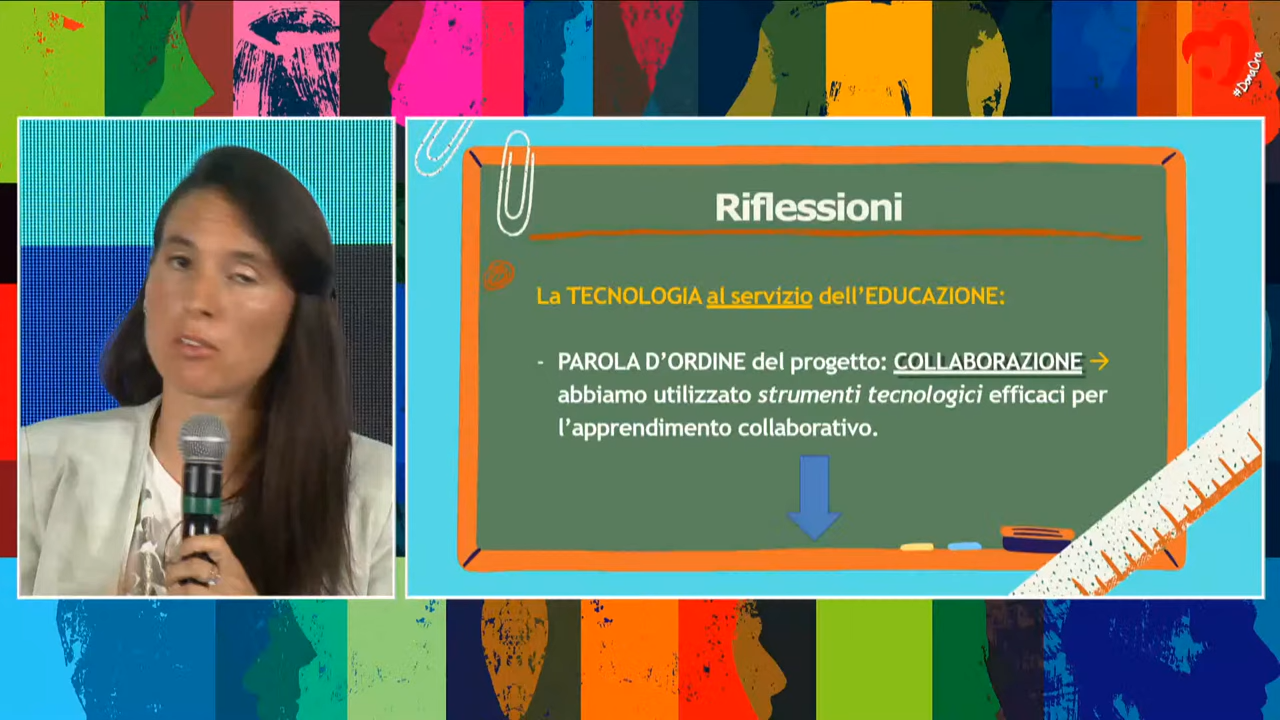 #DonaOra
Riflessioni
La TECNOLOGIA al servizio dell'EDUCAZIONE:
- PAROLA D'ORDINE del progetto: COLLABORAZIONE →
abbiamo utilizzato strumenti tecnologici efficaci per
l'apprendimento collaborativo.